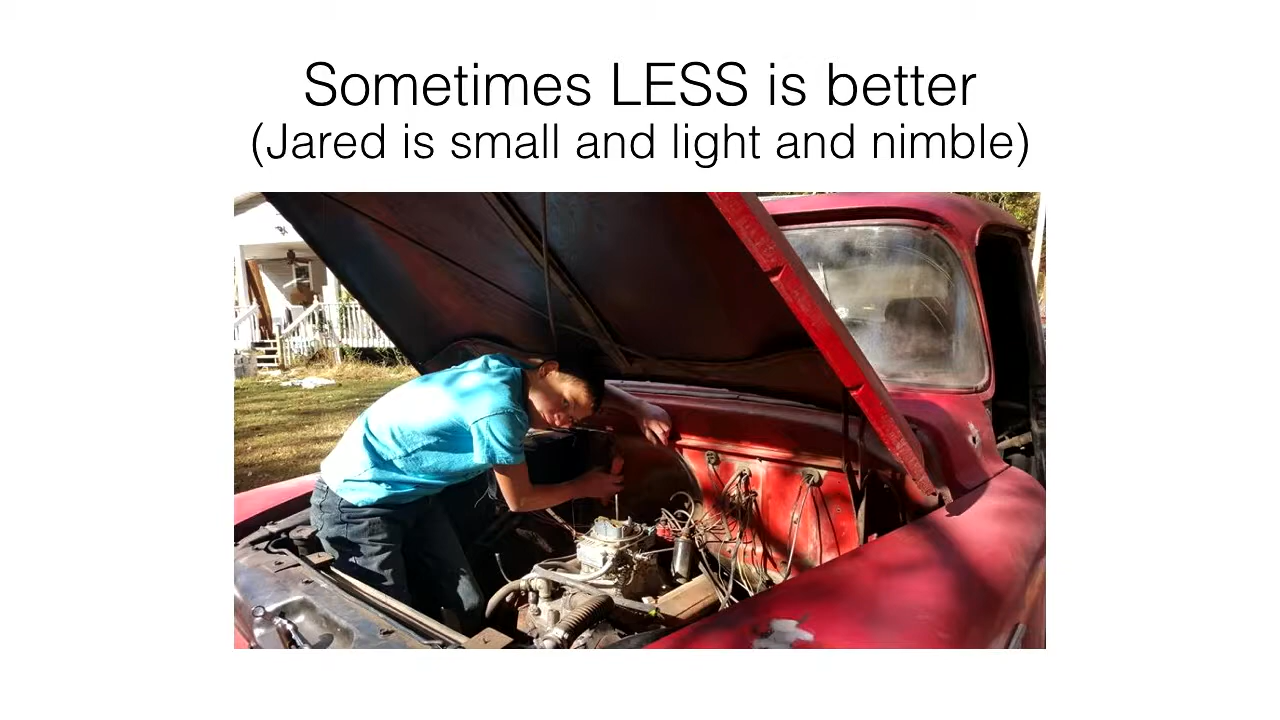 Sometimes LESS is better
(Jared is small and light and nimble)